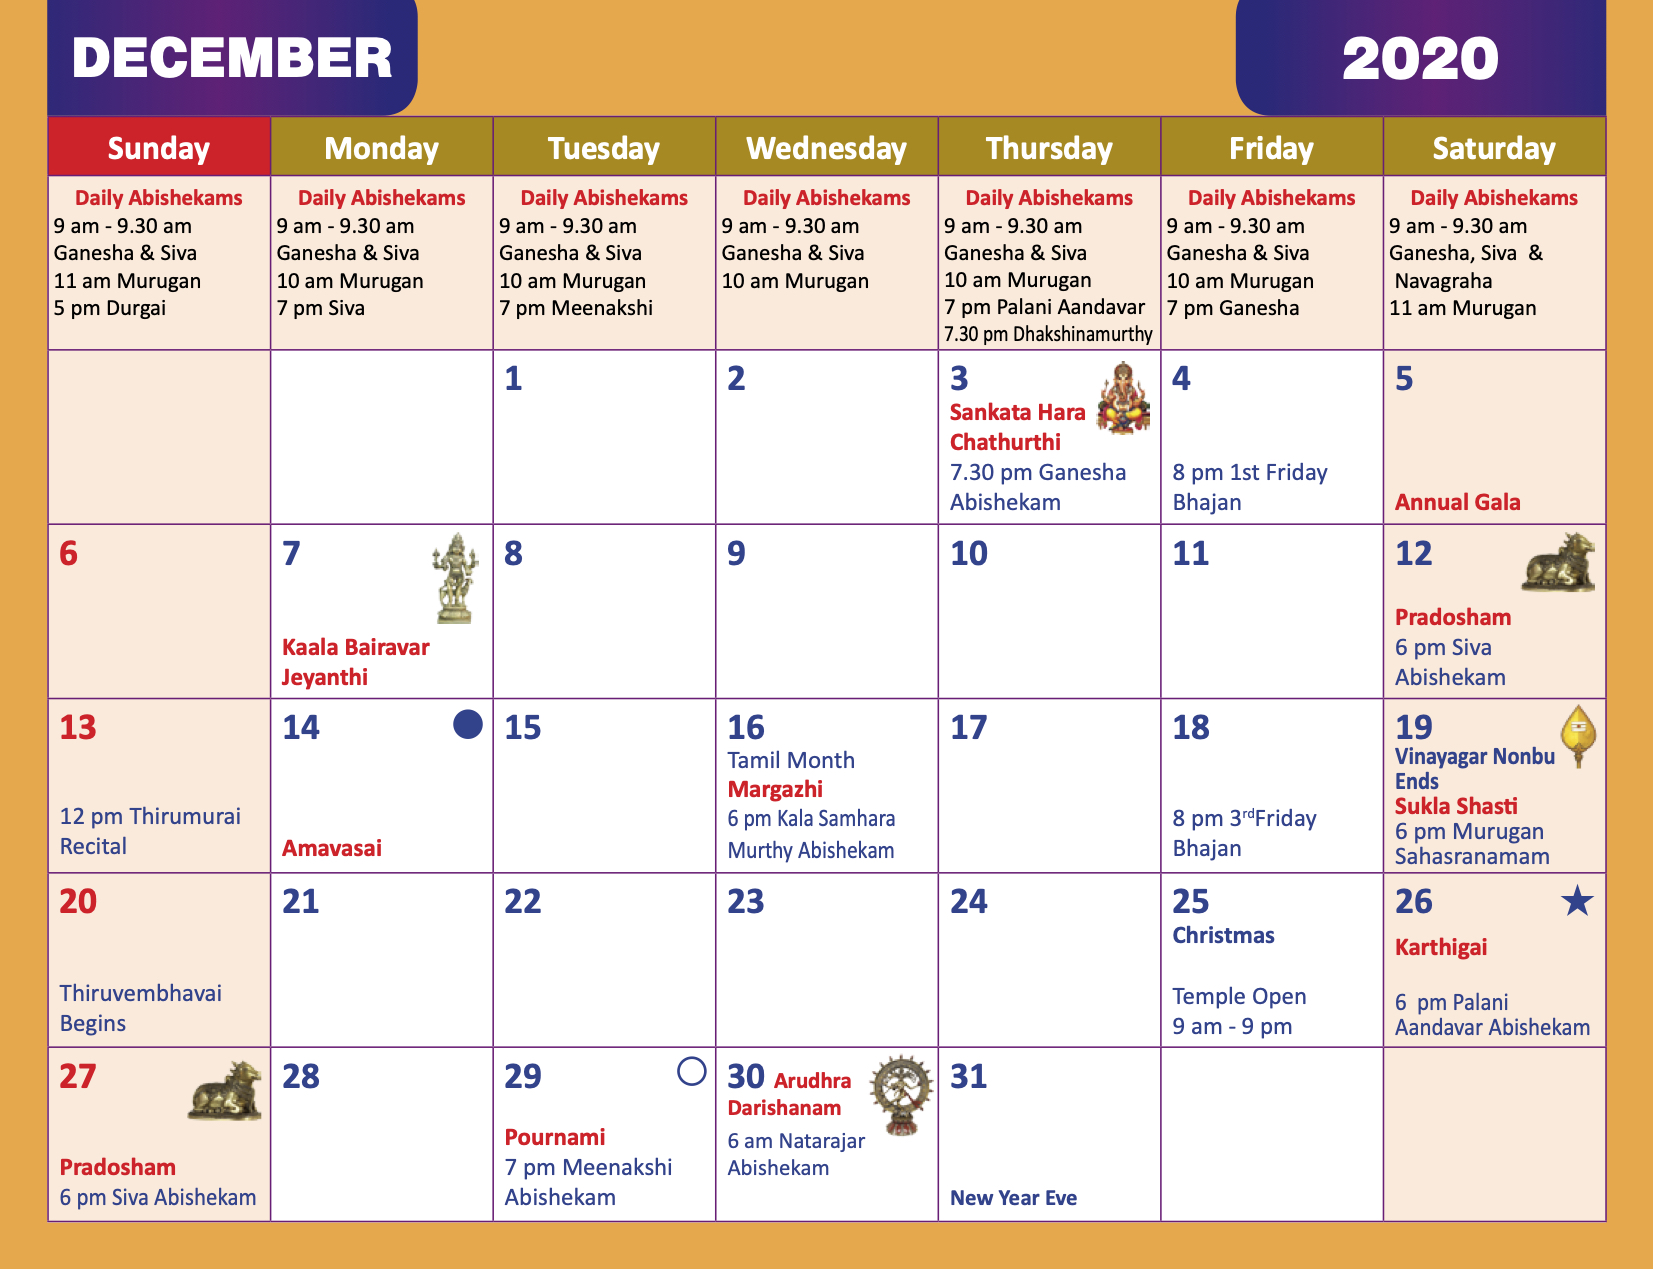 DECEMBER
2020
Sunday
Monday
Tuesday
Wednesday
Thursday
Friday
Saturday
Daily Abishekams
9 am - 9.30 am
Ganesha & Siva
11 am Murugan
5 pm Durgai
Daily Abishekams
9 am - 9.30 am
Ganesha & Siva
10 am Murugan
7 pm Siva
Daily Abishekams
9 am - 9.30 am
Ganesha & Siva
10 am Murugan
7 pm Meenakshi
Daily Abishekams
9 am - 9.30 am
Ganesha & Siva
10 am Murugan
Daily Abishekams
9 am - 9.30 am
Ganesha & Siva
10 am Murugan
7 pm Palani Aandavar
7.30 pm Dhakshinamurthy
Daily Abishekams
9 am - 9.30 am
Ganesha & Siva
10 am Murugan
7 pm Ganesha
Daily Abishekams
9 am - 9.30 am
Ganesha, Siva &
Navagraha
11 am Murugan
1
2
3
Sankata Hara
Chathurthi
7.30 pm Ganesha
Abishekam
4
8 pm 1st Friday
Bhajan
5
Annual Gala
6
7
Kaala Bairavar
Jeyanthi
8
9
10
11
12
Pradosham
6 pm Siva
Abishekam
13
12 pm Thirumurai
Recital
14
Amavasai
15
16
Tamil Month
Margazhi
6 pm Kala Samhara
Murthy Abishekam
17
18
8 pm 3rdFriday
Bhajan
19
Vinayagar Nonbu
Ends
Sukla Shasti
6 pm Murugan
Sahasranamam
20
Thiruvembhavai
Begins
21
22
23
24
25
Christmas
Temple Open
9 am - 9 pm
26
Karthigai
6 pm Palani
Aandavar Abishekam
27
Pradosham
6 pm Siva Abishekam
28
29
Pournami
7 pm Meenakshi
Abishekam
30 Arudhra
Darishanam
6 am Natarajar
Abishekam
31
New Year Eve